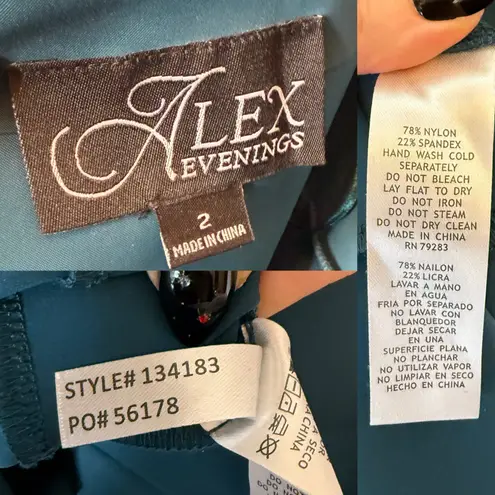 ALEX
EVENINGS
2
MADE IN CHINA
78% NYLON
22% SPANDEX
HAND WASH COLD
SEPARATELY
DO NOT BLEACH
LAY FLAT TO DRY
DO NOT IRON
DO NOT STEAM
DO NOT DRY CLEAN
MADE IN CHINA
RN 79283
78% NAILON
22% LICRA
LAVAR A MANO
EN AGUA
FRIA POR SEPARADO
NO LAVAR CON
BLANQUEDOR
DEJAR SECAR
EN UNA
SUPERFICIE PLANA
NO PLANCHAR
NO UTILIZAR VAPOR
NO LIMPIAR EN SECO
HECHO EN CHINA
STYLE# 134183
PO# 56178
SECO
CHINA